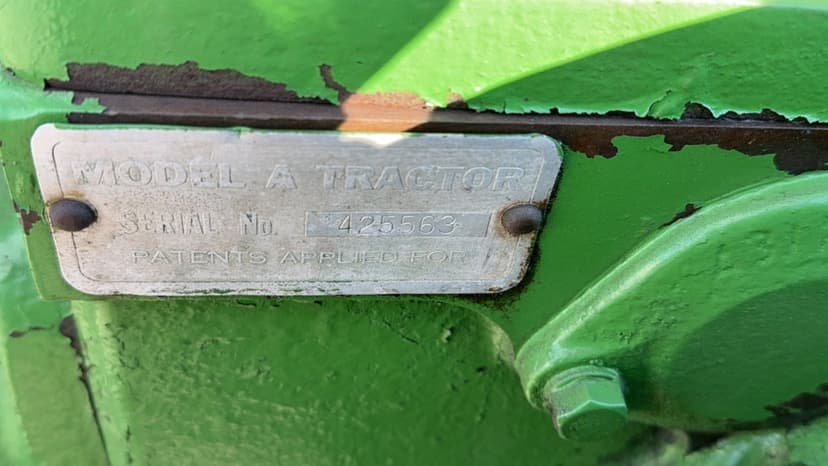 MODEL A TRACTOR
SERIAL No. 425563
PATENTS APPLIED FOR